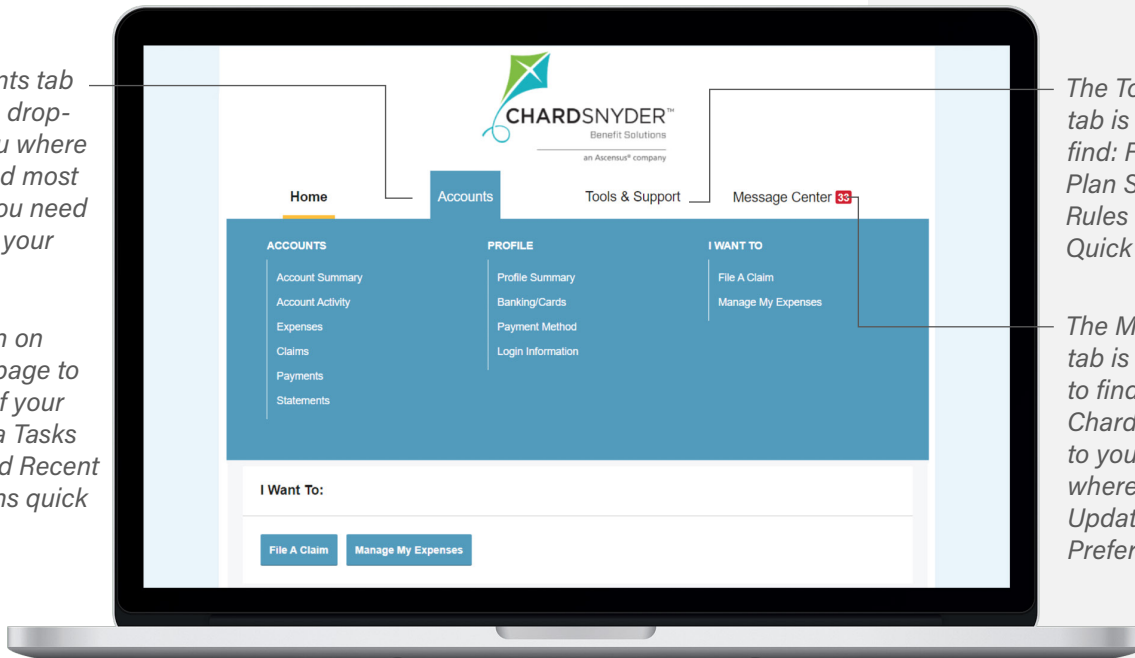 nts tab
drop-
u where
d most
ou need
your
n on
page to
f your
a Tasks
d Recent
ns quick
CHARDSNYDER™
Benefit Solutions
an Ascensus® company
Home Accounts Tools & Support Message Center 33
ACCOUNTS
Account Summary
Account Activity
Expenses
Claims
Payments
Statements
PROFILE
Profile Summary
Banking/Cards
Payment Method
Login Information
I WANT TO
File A Claim
Manage My Expenses
I Want To:
File A Claim Manage My Expenses
The To
tab is
find: F
Plan S
Rules
Quick
The M
tab is
to find
Chard
to you
where
Updat
Prefer